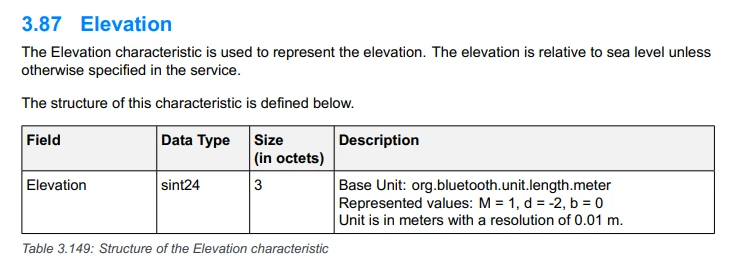 3.87 Elevation
The Elevation characteristic is used to represent the elevation. The elevation is relative to sea level unless
otherwise specified in the service.
The structure of this characteristic is defined below.
Field Data Type Size (in octets) Description
Elevation sint24 3 Base Unit: org.bluetooth.unit.length.meter
Represented values: M = 1, d = -2, b = 0
Unit is in meters with a resolution of 0.01 m.
Table 3.149: Structure of the Elevation characteristic